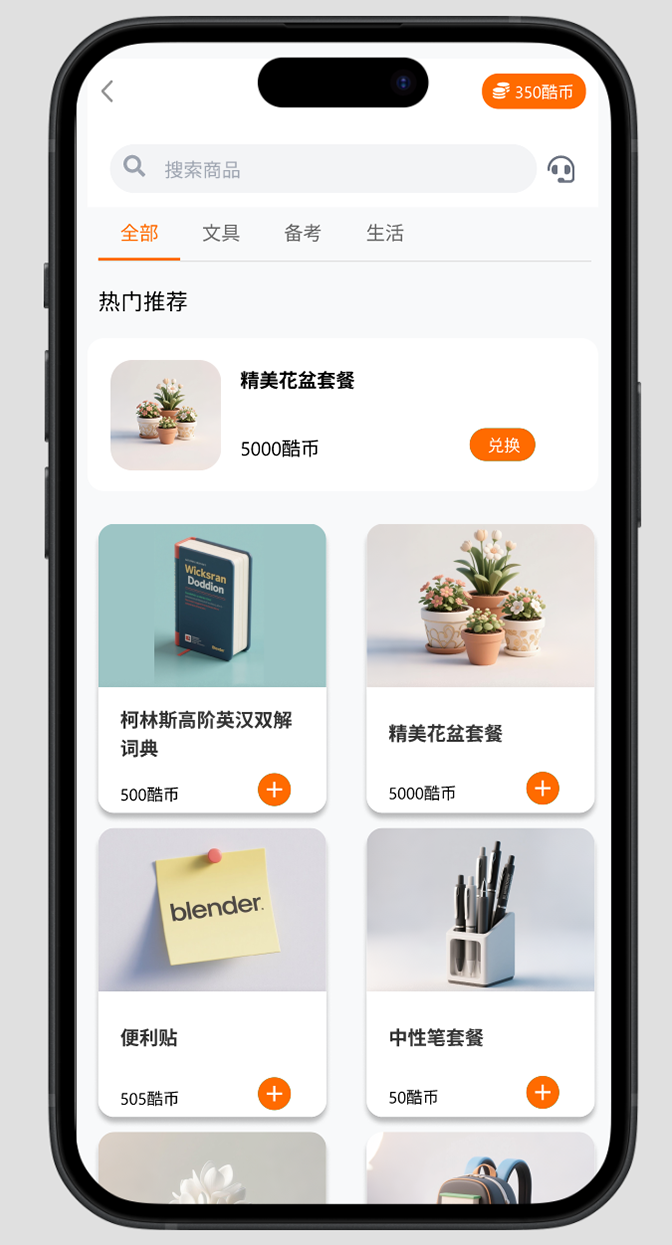 350酷币
搜索商品
全部 文具 备考 生活
热门推荐
精美花盆套餐
5000酷币
兑换
Wicksran
Doddion
柯林斯高阶英汉双解
词典
500酷币
精美花盆套餐
5000酷币
blender.
便利贴
505酷币
中性笔套餐
50酷币